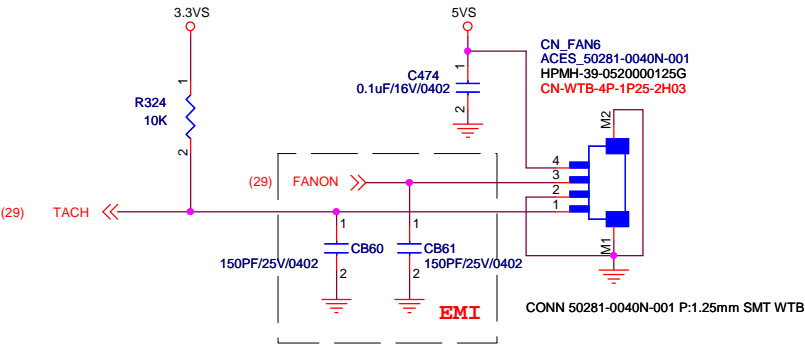 3.3VS
5VS
CN_FAN6
ACES_50281-0040N-001
HPMH-39-0520000125G
CN-WTB-4P-1P25-2H03
C474
0.1uF/16V/0402
1
2
R324
10K
1
2
M2
4
3
2
1
M1
(29) FANON
(29) TACH
1
CB60
150PF/25V/0402
2
1
CB61
150PF/25V/0402
2
EMI
CONN 50281-0040N-001 P:1.25mm SMT WTB